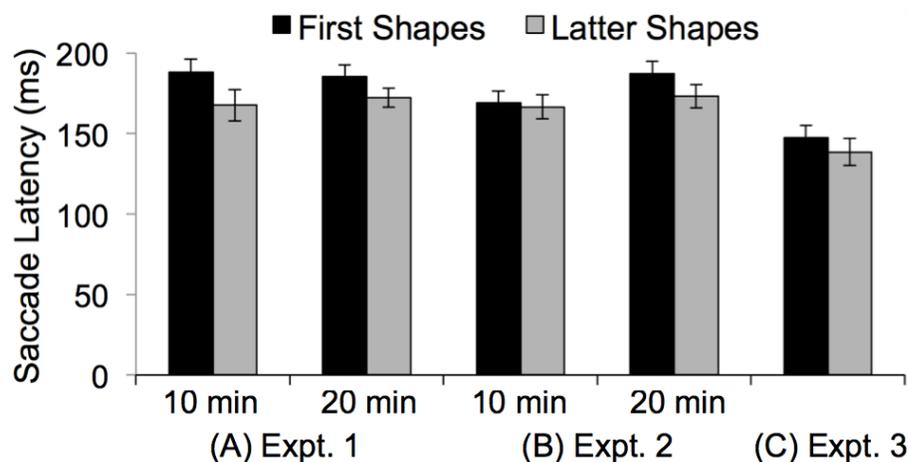 First Shapes Latter Shapes
Saccade Latency (ms)
200
150
100
50
0
10 min 20 min 10 min 20 min
(A) Expt. 1 (B) Expt. 2 (C) Expt. 3